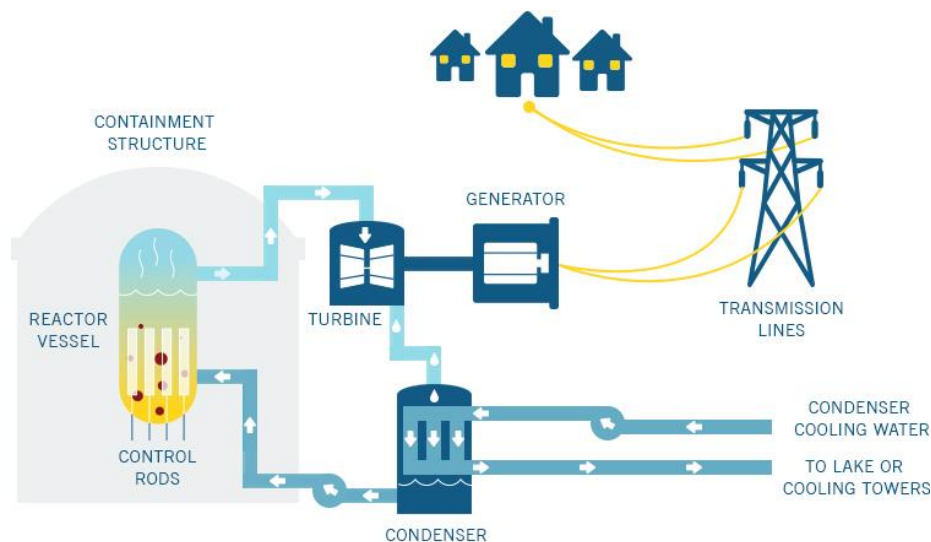 CONTAINMENT
STRUCTURE
GENERATOR
REACTOR
VESSEL
TURBINE
TRANSMISSION
LINES
CONDENSER
COOLING WATER
CONTROL
RODS
TO LAKE OR
COOLING TOWERS
CONDENSER